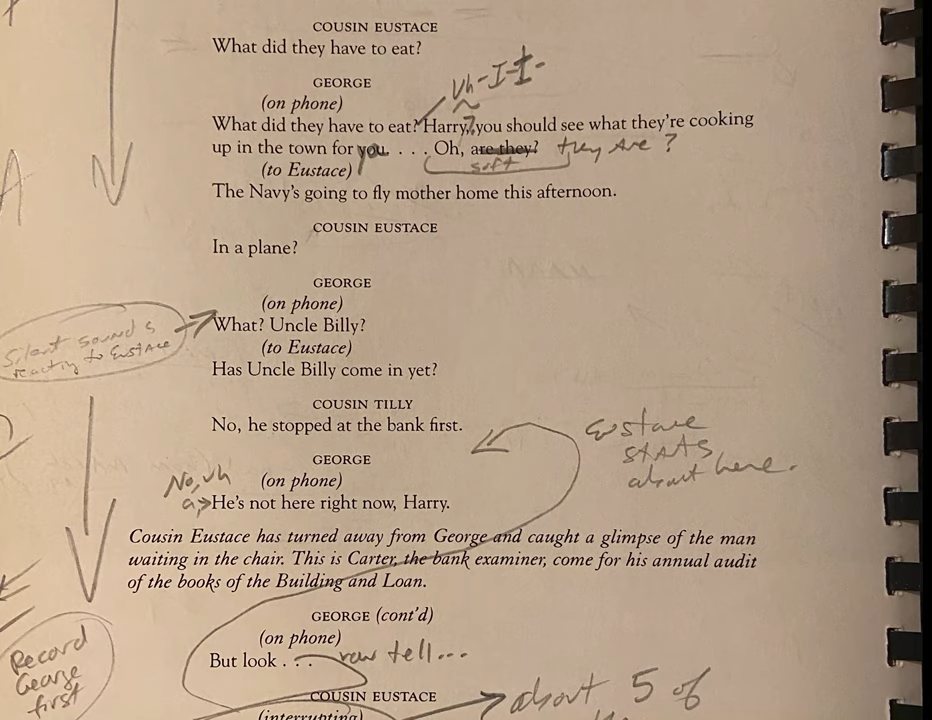 COUSIN EUSTACE
What did they have to eat?
GEORGE
Uh-I-I-
(on phone)
What did they have to eat? Harry, you should see what they're cooking
up in the town for you . . . Oh, are they? they Are ?
soft
(to Eustace)
The Navy's going to fly mother home this afternoon.
COUSIN EUSTACE
In a plane?
GEORGE
(on phone)
What? Uncle Billy?
Silent sounds
reacting to Eustace
(to Eustace)
Has Uncle Billy come in yet?
COUSIN TILLY
No, he stopped at the bank first.
Eustace
starts
about here.
GEORGE
No, uh
(on phone)
He's not here right now, Harry.
Cousin Eustace has turned away from George and caught a glimpse of the man
waiting in the chair. This is Carter, the bank examiner, come for his annual audit
of the books of the Building and Loan.
GEORGE (cont'd)
(on phone)
But look . . . tell...
Record
George
first
COUSIN EUSTACE
about 5 of
(interrupting)